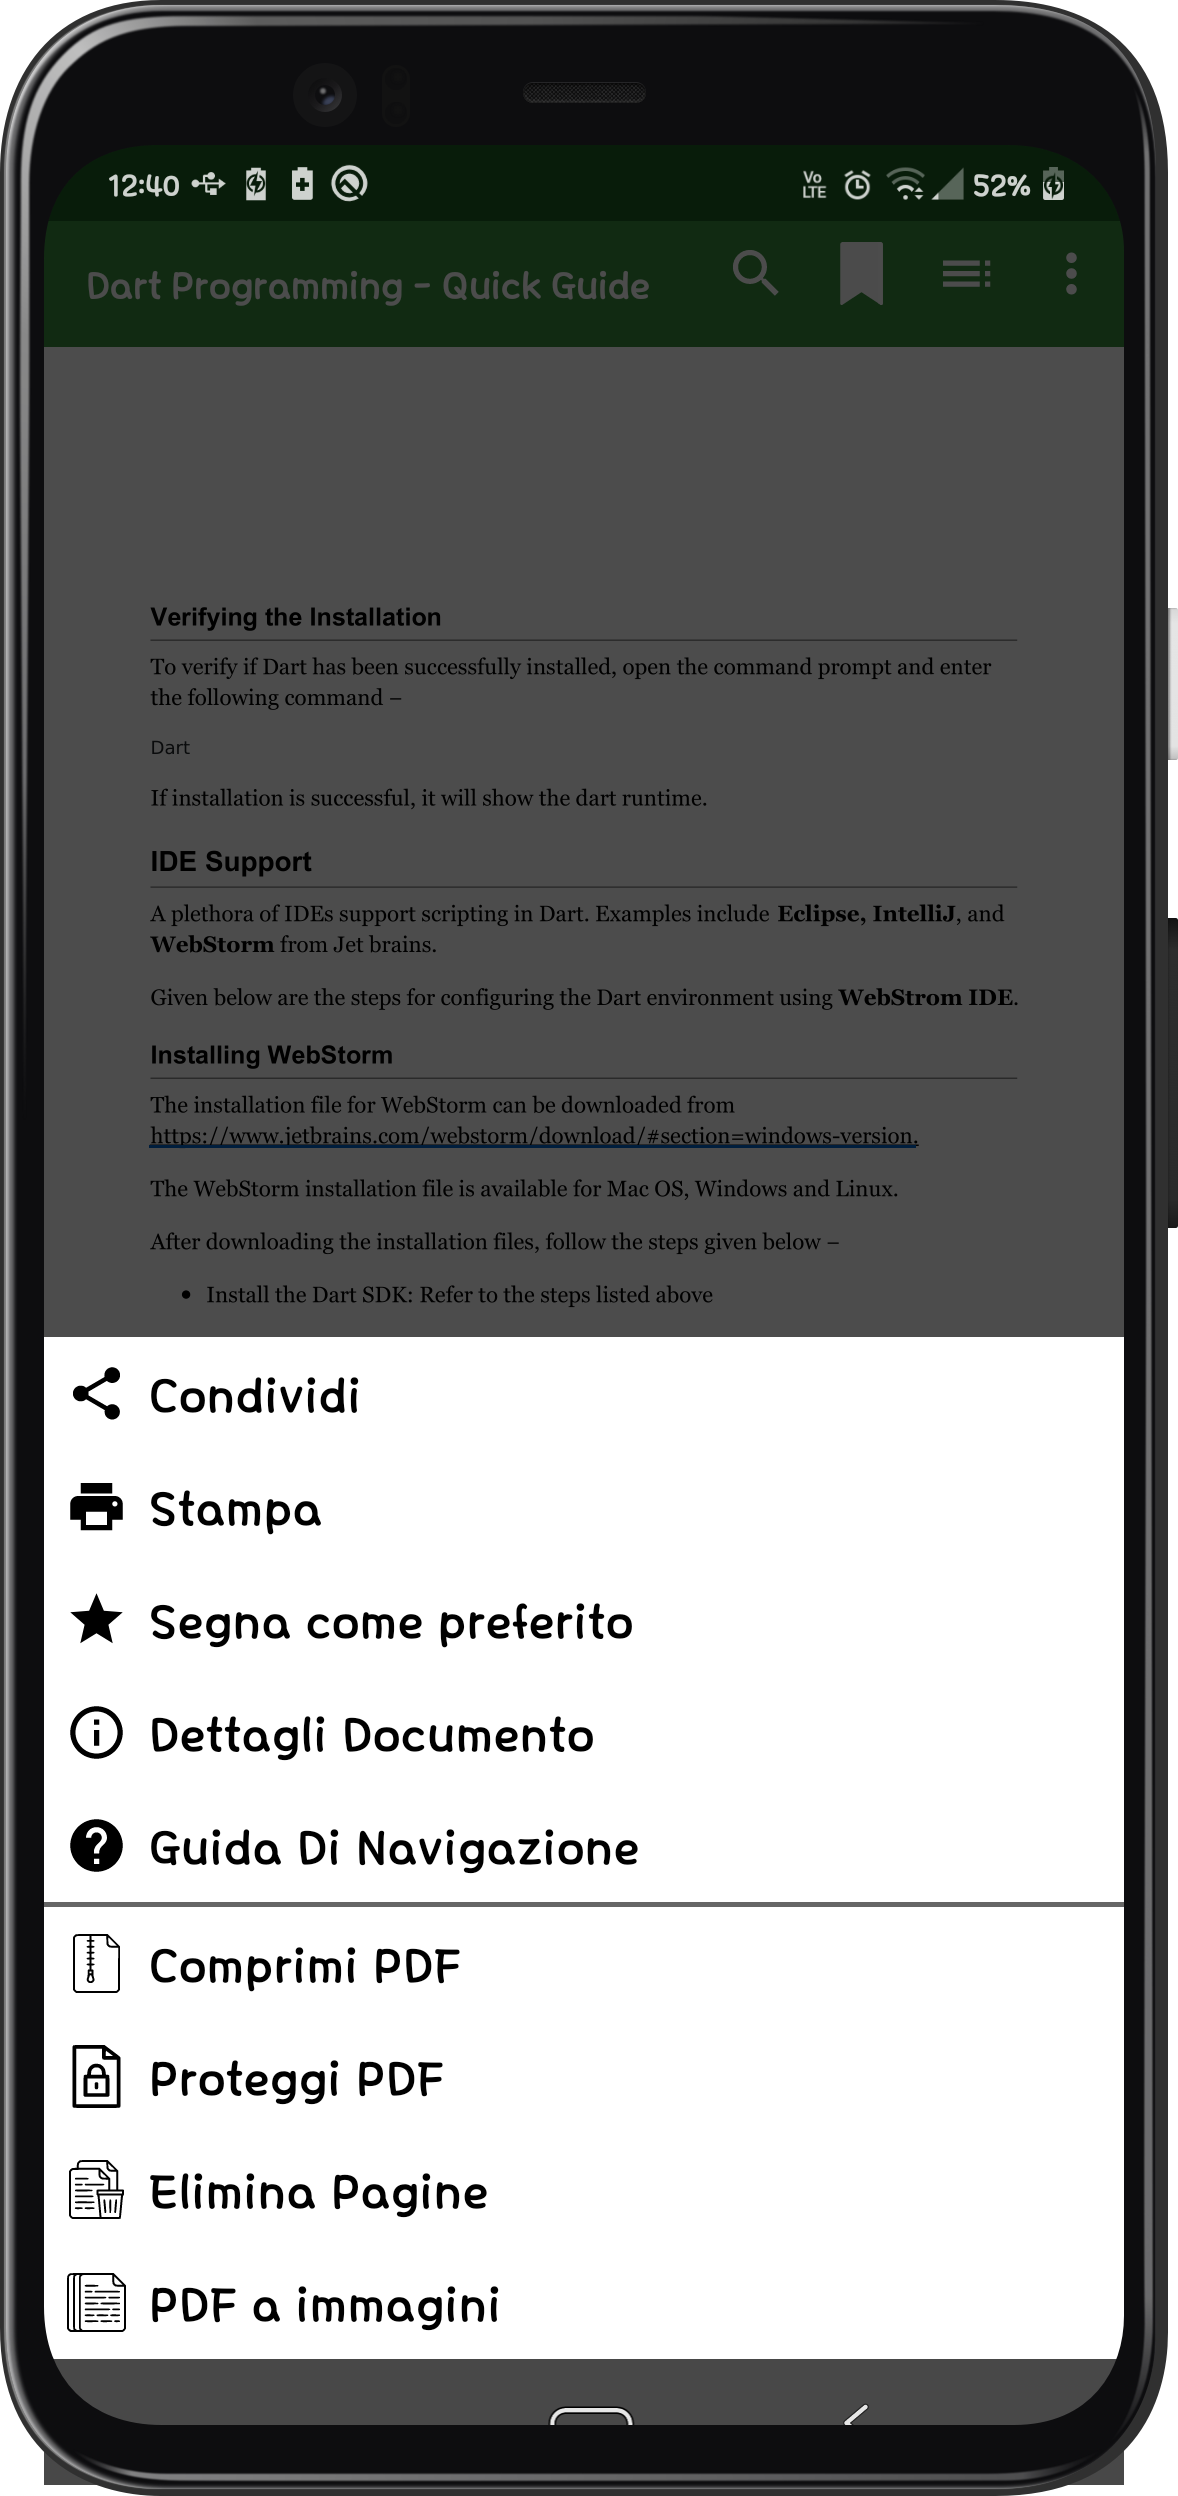 12:40
Vo
LTE
52%
Dart Programming - Quick Guide
Verifying the Installation
To verify if Dart has been successfully installed, open the command prompt and enter
the following command –
Dart
If installation is successful, it will show the dart runtime.
IDE Support
A plethora of IDEs support scripting in Dart. Examples include Eclipse, IntelliJ, and
WebStorm from Jet brains.
Given below are the steps for configuring the Dart environment using WebStrom IDE.
Installing WebStorm
The installation file for WebStorm can be downloaded from
https://www.jetbrains.com/webstorm/download/#section=windows-version.
The WebStorm installation file is available for Mac OS, Windows and Linux.
After downloading the installation files, follow the steps given below –
• Install the Dart SDK: Refer to the steps listed above
Condividi
Stampa
Segna come preferito
Dettagli Documento
Guida Di Navigazione
Comprimi PDF
Proteggi PDF
Elimina Pagine
PDF a immagini